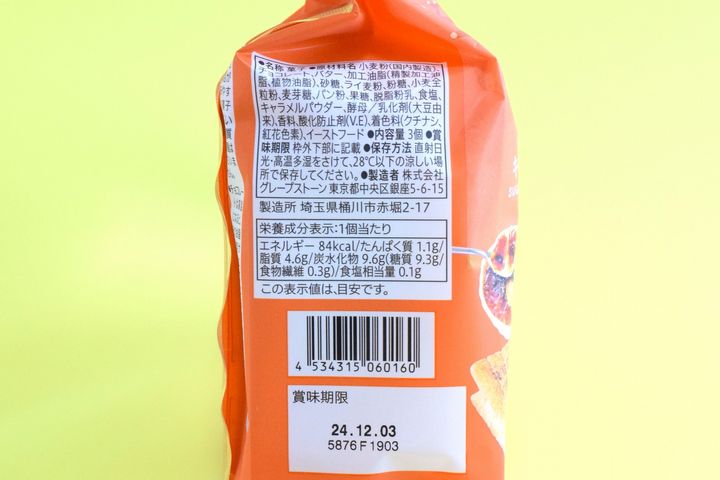 ●名称 菓子 ●原材料名 小麦粉(国内製造)、
チョコレート、バター、加工油脂(精製加工油
脂、植物油脂)、砂糖、ライ麦粉、粉糖、小麦全
粒粉、麦芽糖、パン粉、果糖、脱脂粉乳、食塩、
キャラメルパウダー、酵母／乳化剤(大豆由
来)、香料、酸化防止剤(V.E)、着色料(クチナシ、
紅花色素)、イーストフード ●内容量 3個 ●賞
味期限 枠外下部に記載 ●保存方法 直射日
光・高温多湿をさけて、28℃以下の涼しい場
所で保存してください。 ●製造者 株式会社
グレープストーン 東京都中央区銀座5-6-15
製造所 埼玉県桶川市赤堀2-17
栄養成分表示:1個当たり
エネルギー 84kcal/たんぱく質 1.1g/
脂質 4.6g/炭水化物 9.6g(糖質 9.3g/
食物繊維 0.3g)/食塩相当量 0.1g
この表示値は、目安です。
4 534315 060160
賞味期限
24.12.03
5876 F 1903